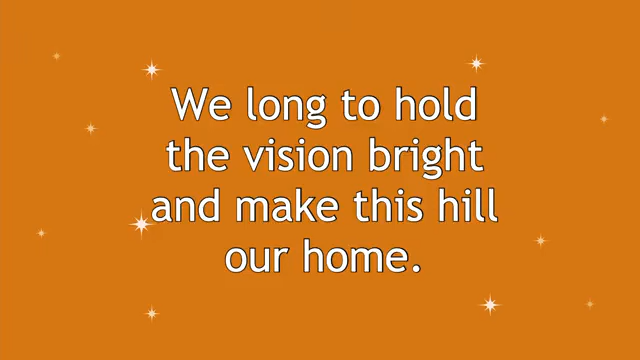 We long to hold
the vision bright
and make this hill
our home.